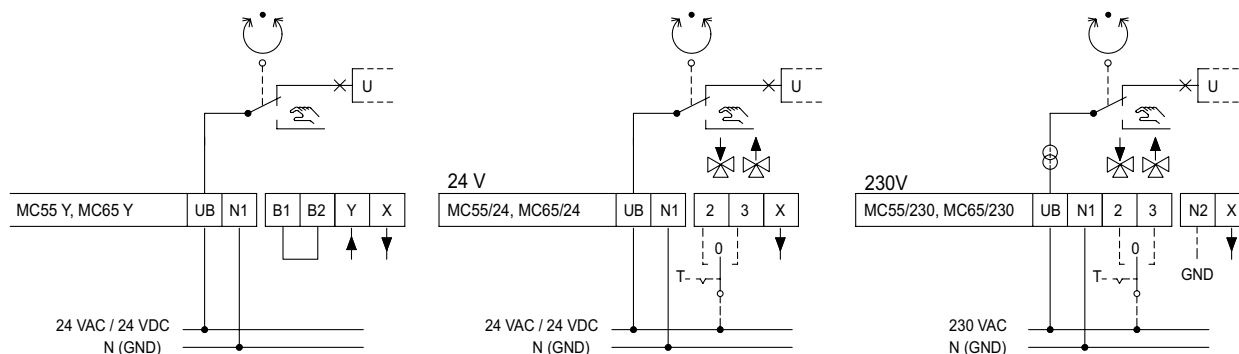 U
MC55 Y, MC65 Y UB N1 B1 B2 Y X
24 VAC / 24 VDC
N (GND)
U
24 V
MC55/24, MC65/24 UB N1 2 3 X
0
T
24 VAC / 24 VDC
N (GND)
U
230V
MC55/230, MC65/230 UB N1 2 3 N2 X
0
T
GND
230 VAC
N (GND)